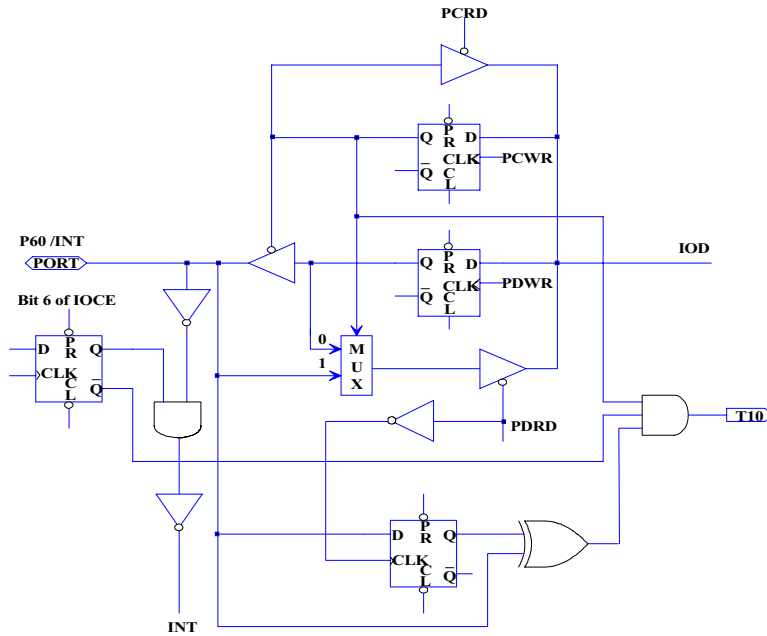 PCRD
Q P R D
CLK PCWR
Q C L
P60 /INT
PORT
IOD
Q P R D
CLK PDWR
Q C L
Bit 6 of IOCE
D P R Q
CLK
C L Q
0
1
M U X
PDRD
T10
D P R Q
CLK
C L Q
INT